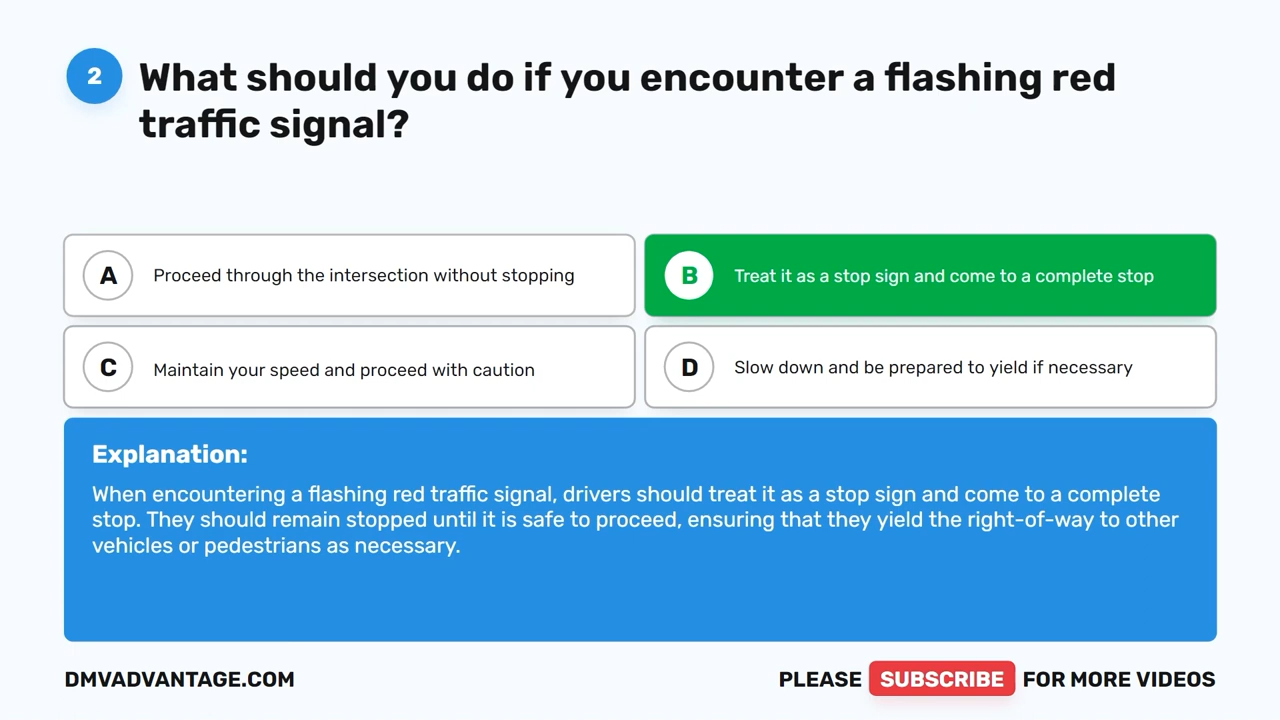 2
What should you do if you encounter a flashing red
traffic signal?
A
Proceed through the intersection without stopping
B
Treat it as a stop sign and come to a complete stop
C
Maintain your speed and proceed with caution
D
Slow down and be prepared to yield if necessary
Explanation:
When encountering a flashing red traffic signal, drivers should treat it as a stop sign and come to a complete
stop. They should remain stopped until it is safe to proceed, ensuring that they yield the right-of-way to other
vehicles or pedestrians as necessary.
DMVADVANTAGE.COM
PLEASE SUBSCRIBE FOR MORE VIDEOS